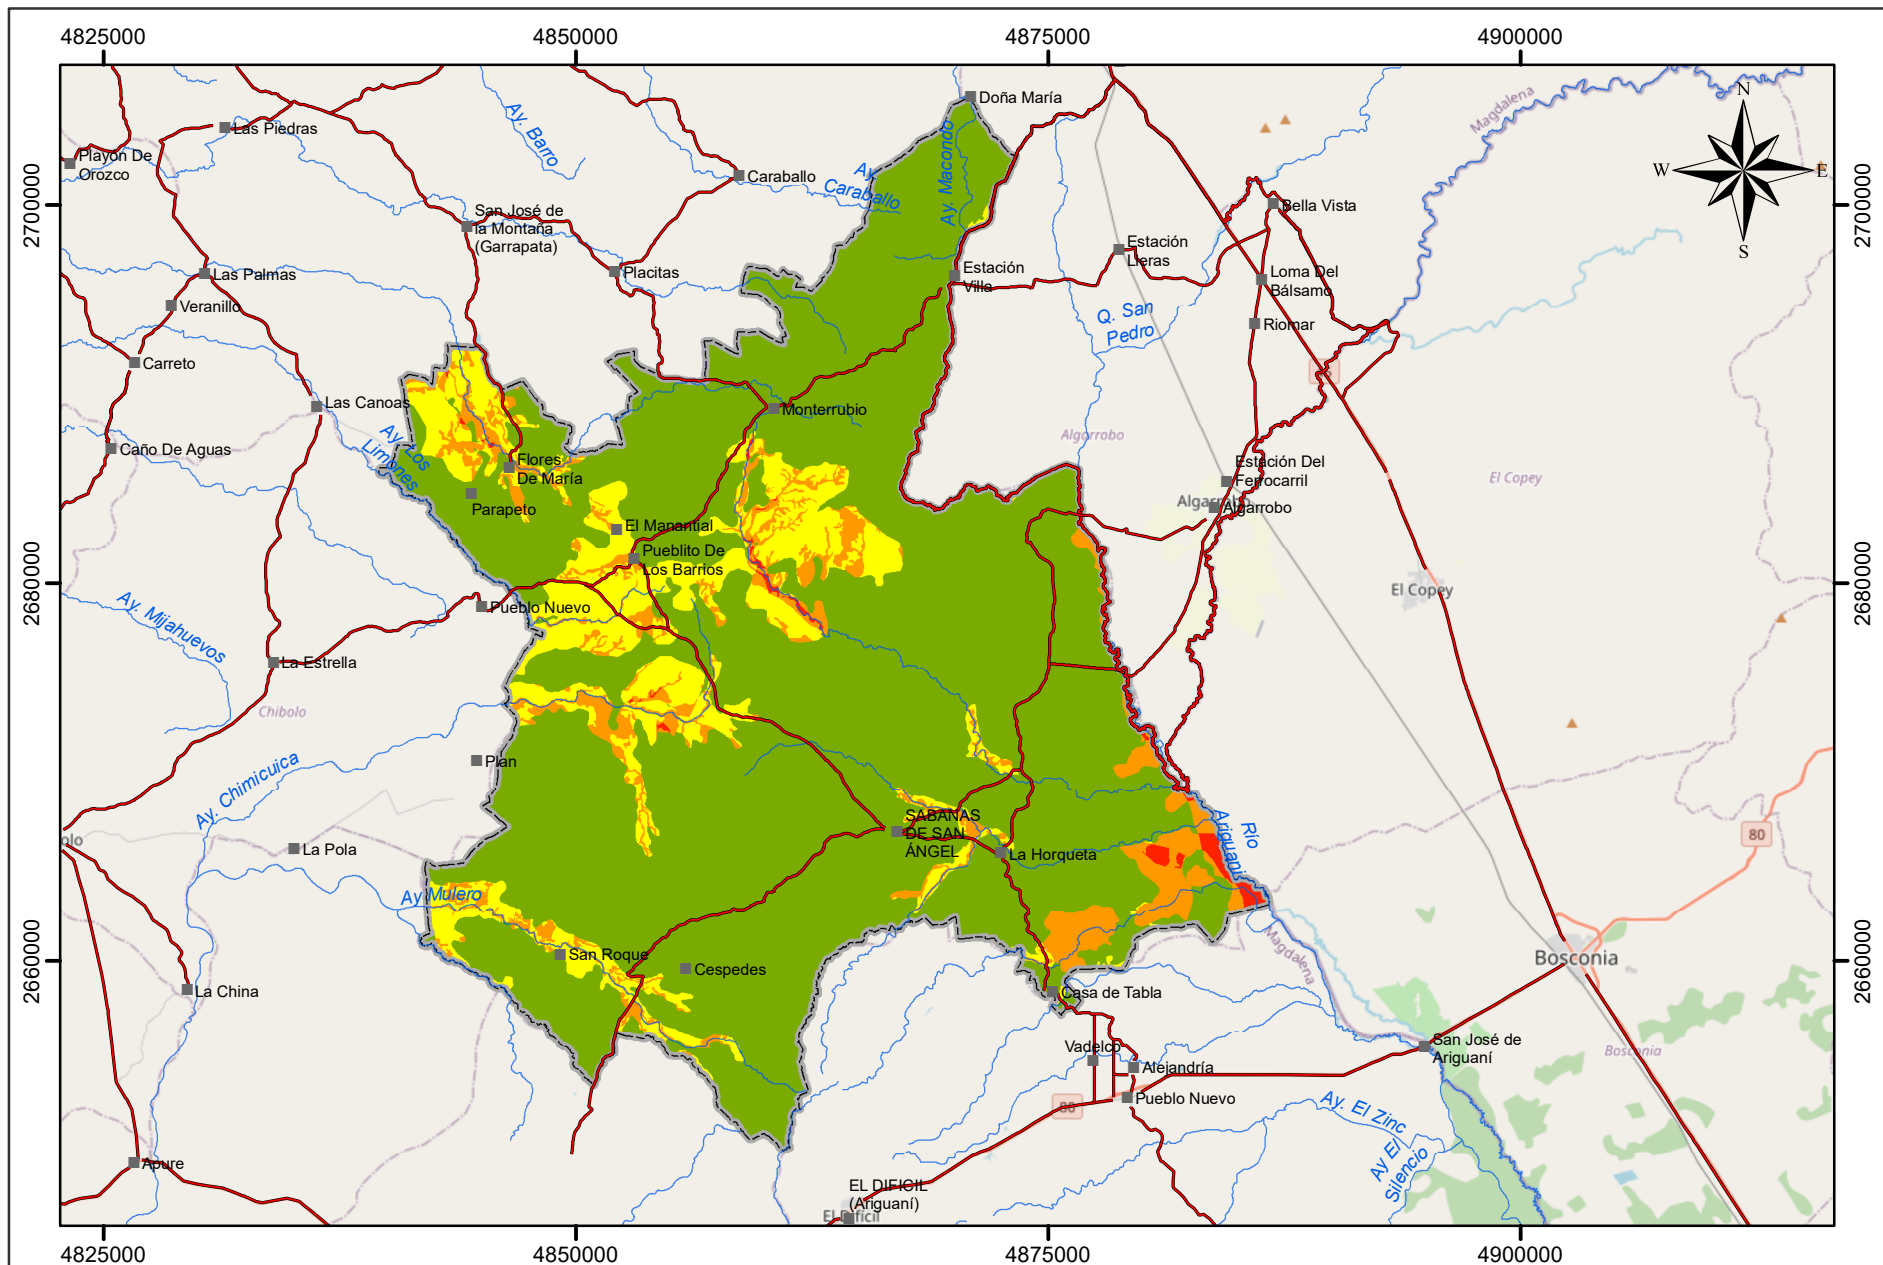 4825000
4850000
4875000
4900000
2700000
2680000
2660000
2700000
2680000
2660000
N
W
E
S
Doña María
Magdalena
Ay. Barro
Las Piedras
Playón De
Orozco
Caraballo
Ay.
Caraballo
Ay. Macondo
San José de
la Montaña
(Garrapata)
Bella Vista
Estación
Lleras
Las Palmas
Placitas
Estación
Villa
Loma Del
Bálsamo
Veranillo
Q. San
Pedro
Riomar
Carreto
Las Canoas
Monterrubio
Ay. Los
Limones
Algarrobo
Caño De Aguas
Flores
De María
Estación Del
Ferrocarril
El Copey
Parapeto
Algarrobo
Algarrobo
El Manantial
Pueblito De
Los Barrios
El Copey
Ay. Mijahuevos
Pueblo Nuevo
La Estrella
Chibolo
Plan
Ay. Chimicuica
SABANAS
DE SAN
ÁNGEL
Río
Ariguaní
80
olo
La Pola
La Horqueta
Ay Mulero
San Roque
Cespedes
Magdalena
Bosconia
La China
Casa de Tabla
Vadelco
Alejandría
San José de
Ariguaní
Bosconia
Pueblo Nuevo
80
Ay. El Zinc
Ay El
Silencio
Apure
EL DIFICIL
(Ariguaní)
El Difícil
4825000
4850000
4875000
4900000